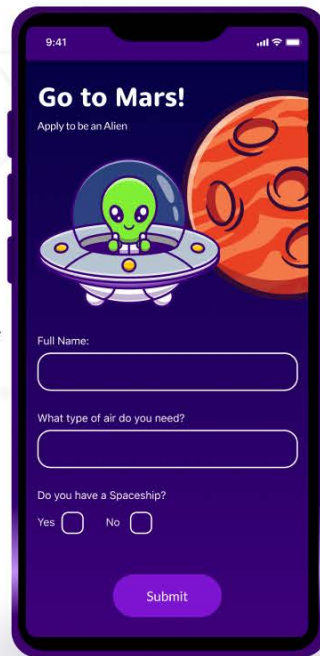 9:41
Go to Mars!
Apply to be an Alien
Full Name:
What type of air do you need?
Do you have a Spaceship?
Yes No
Submit